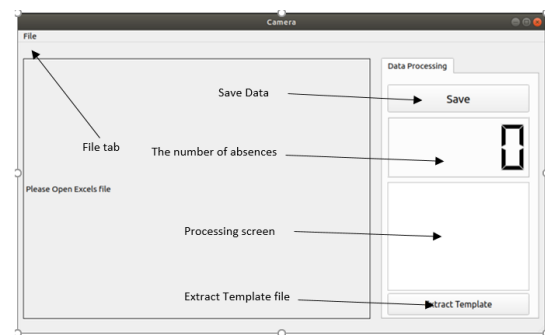 Camera
File
Data Processing
Save Data
Save
File tab
The number of absences
0
Please Open Excels file
Processing screen
Extract Template file
Extract Template